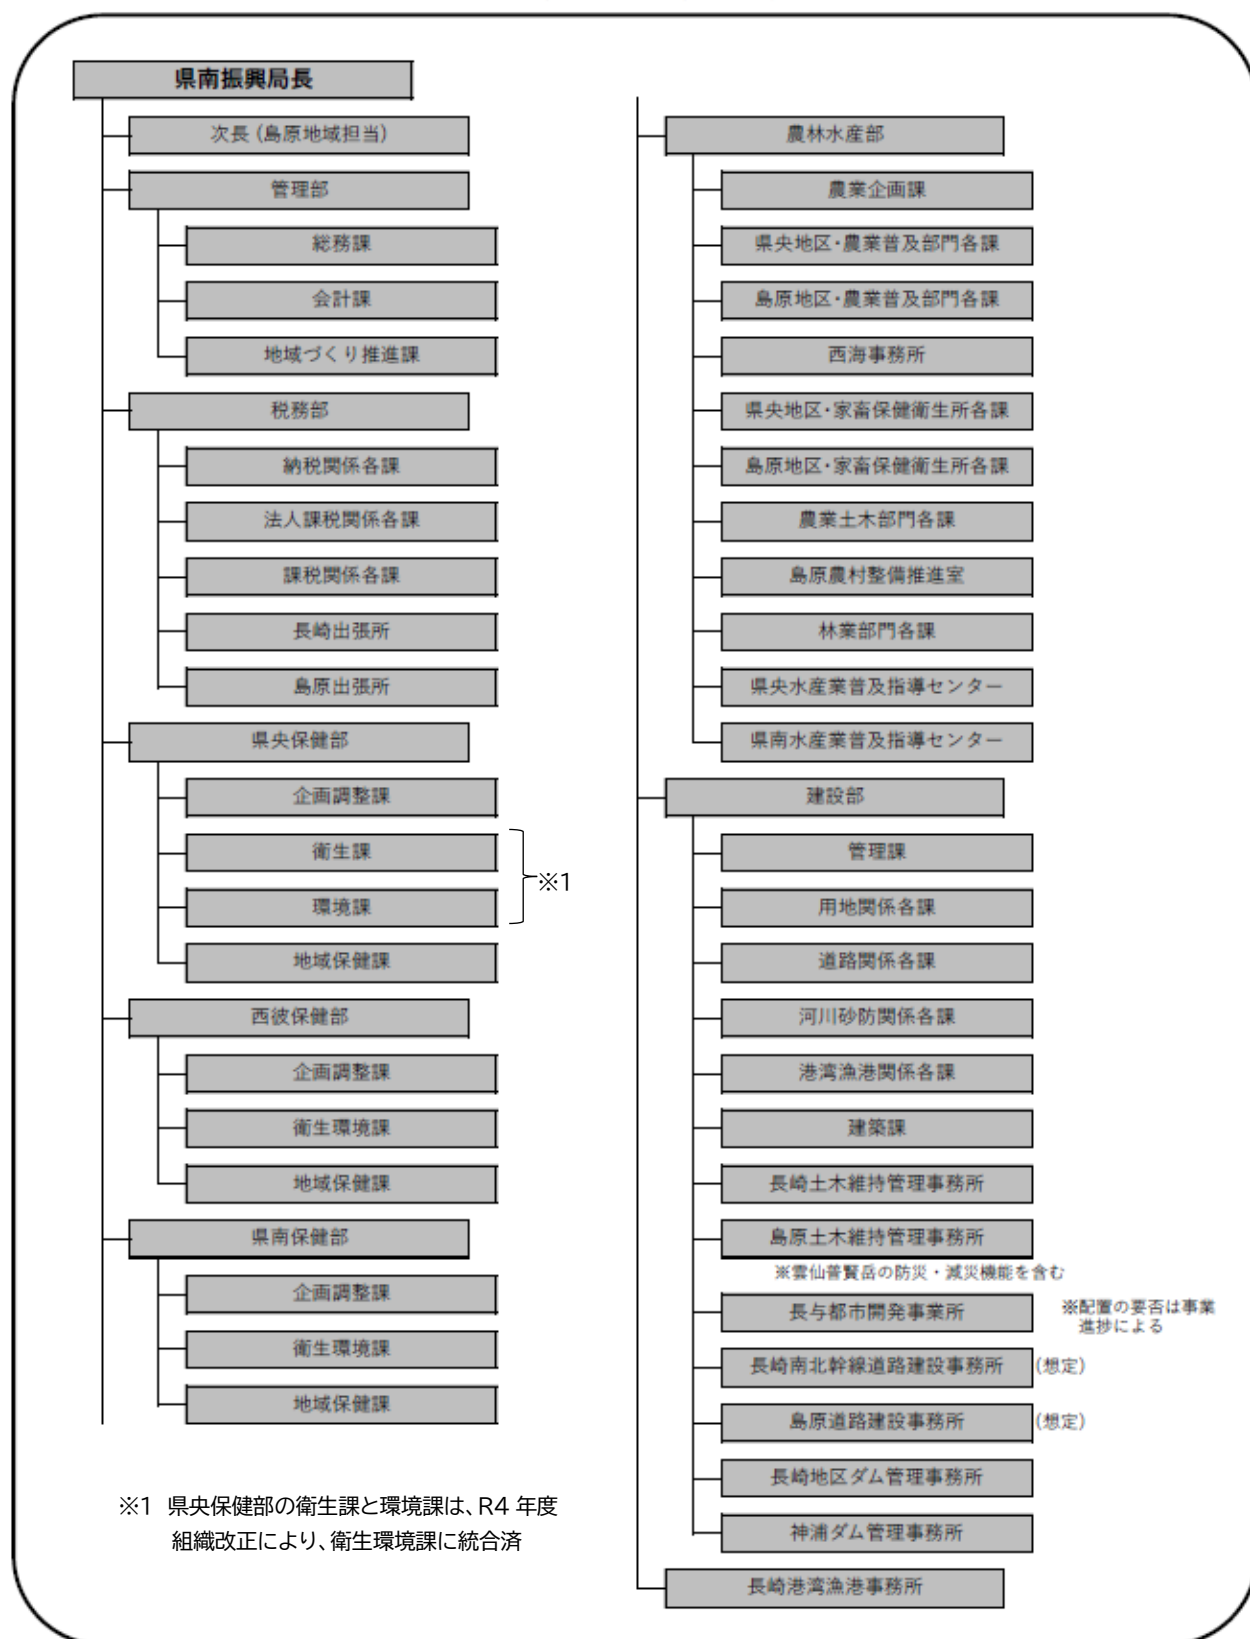 県南振興局長
次長(島原地域担当)
管理部
総務課
会計課
地域づくり推進課
税務部
納税関係各課
法人課税関係各課
課税関係各課
長崎出張所
島原出張所
県央保健部
企画調整課
衛生課
環境課
※1
地域保健課
西彼保健部
企画調整課
衛生環境課
地域保健課
県南保健部
企画調整課
衛生環境課
地域保健課
※1 県央保健部の衛生課と環境課は、R4 年度
組織改正により、衛生環境課に統合済
農林水産部
農業企画課
県央地区・農業普及部門各課
島原地区・農業普及部門各課
西海事務所
県央地区・家畜保健衛生所各課
島原地区・家畜保健衛生所各課
農業土木部門各課
島原農村整備推進室
林業部門各課
県央水産業普及指導センター
県南水産業普及指導センター
建設部
管理課
用地関係各課
道路関係各課
河川砂防関係各課
港湾漁港関係各課
建築課
長崎土木維持管理事務所
島原土木維持管理事務所
※雲仙普賢岳の防災・減災機能を含む
長与都市開発事業所
※配置の要否は事業
進捗による
長崎南北幹線道路建設事務所 (想定)
島原道路建設事務所 (想定)
長崎地区ダム管理事務所
神浦ダム管理事務所
長崎港湾漁港事務所